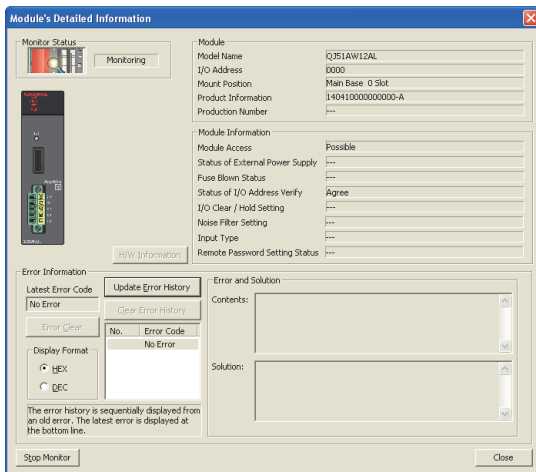 Module's Detailed Information
Monitor Status
Monitoring
Module
Model Name QJ51AW12AL
I/O Address 0000
Mount Position Main Base 0 Slot
Product Information 140410000000000-A
Production Number ---
Module Information
Module Access Possible
Status of External Power Supply ---
Fuse Blown Status ---
Status of I/O Address Verify Agree
I/O Clear / Hold Setting ---
Noise Filter Setting ---
Input Type ---
Remote Password Setting Status ---
H/W Information
Error Information
Latest Error Code
No Error
Error Clear
Display Format
HEX
DEC
Update Error History
Clear Error History
No. Error Code
No Error
The error history is sequentially displayed from
an old error. The latest error is displayed at
the bottom line.
Error and Solution
Contents:
Solution:
Stop Monitor
Close